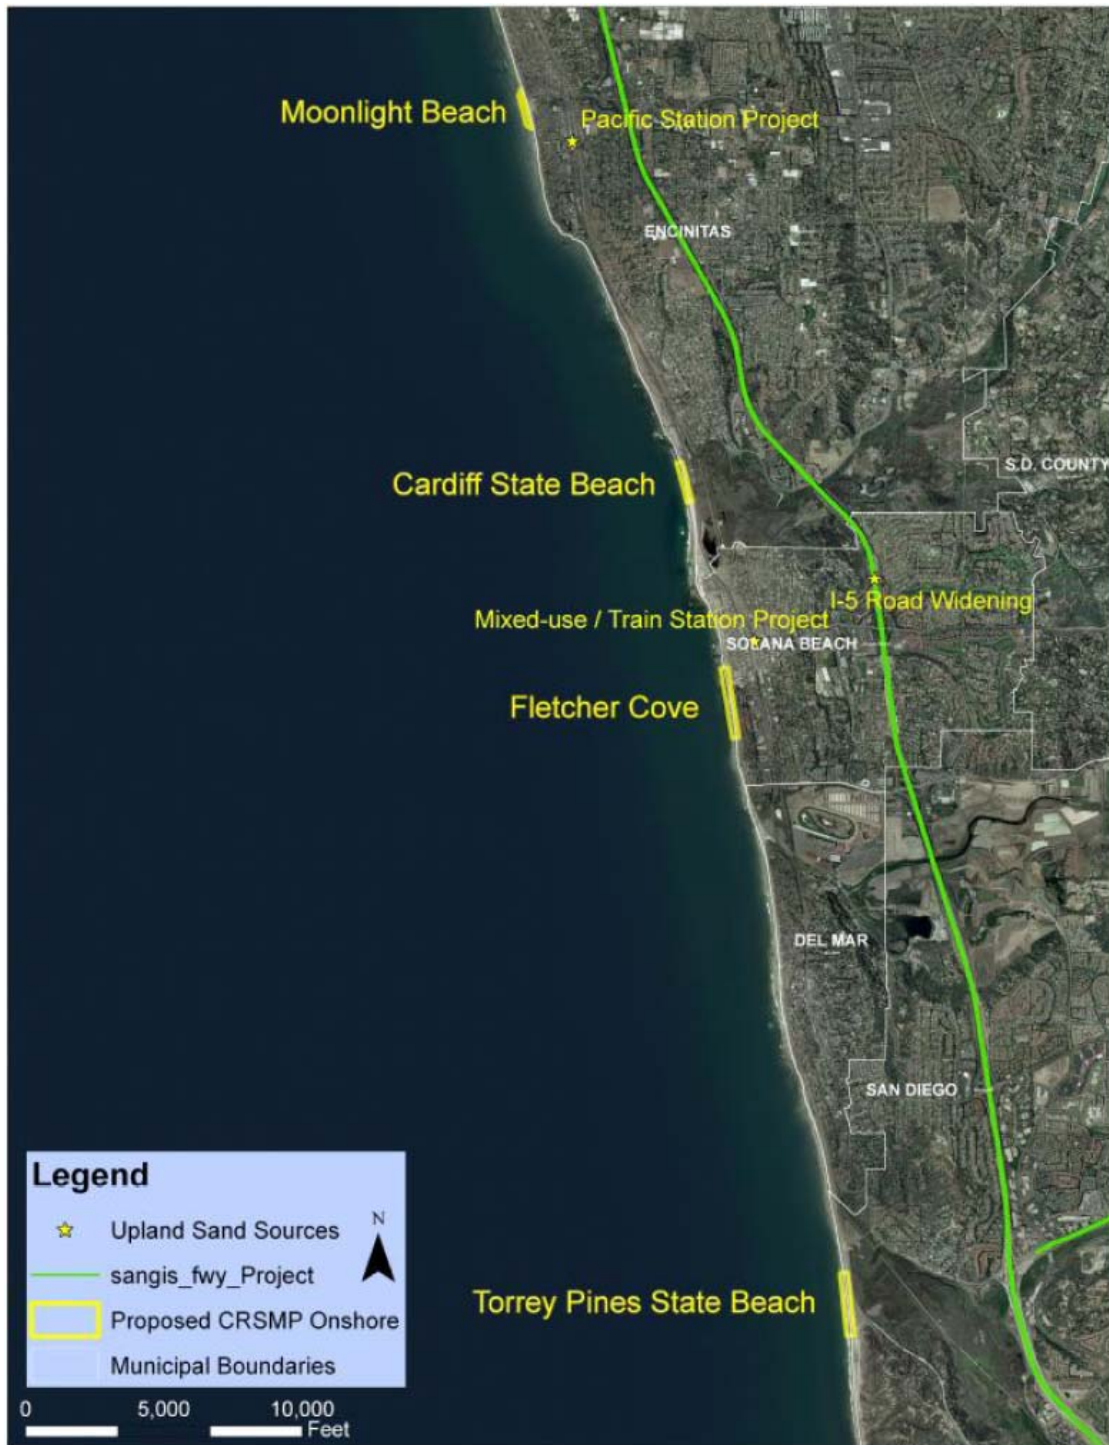 Moonlight Beach
Pacific Station Project
ENCINITAS
S.D. COUNTY
Cardiff State Beach
I-5 Road Widening
Mixed-use / Train Station Project
SOLANA BEACH
Fletcher Cove
DEL MAR
SAN DIEGO
Torrey Pines State Beach
Legend
Upland Sand Sources
N
sangis_fwy_Project
Proposed CRSMP Onshore
Municipal Boundaries
0 5,000 10,000
Feet